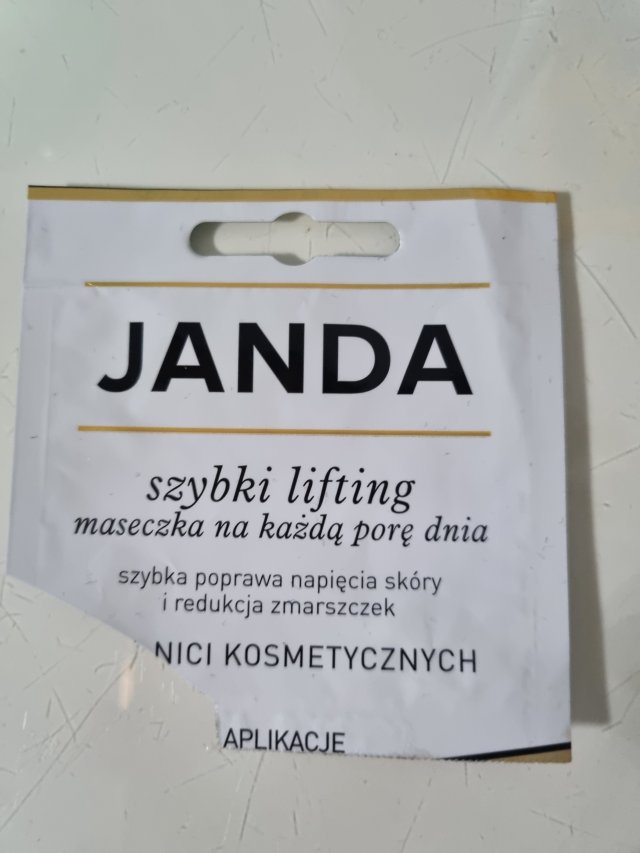 JANDA
szybki lifting
maseczka na każdą porę dnia
szybka poprawa napięcia skóry
i redukcja zmarszczek
NICI KOSMETYCZNYCH
APLIKACJE